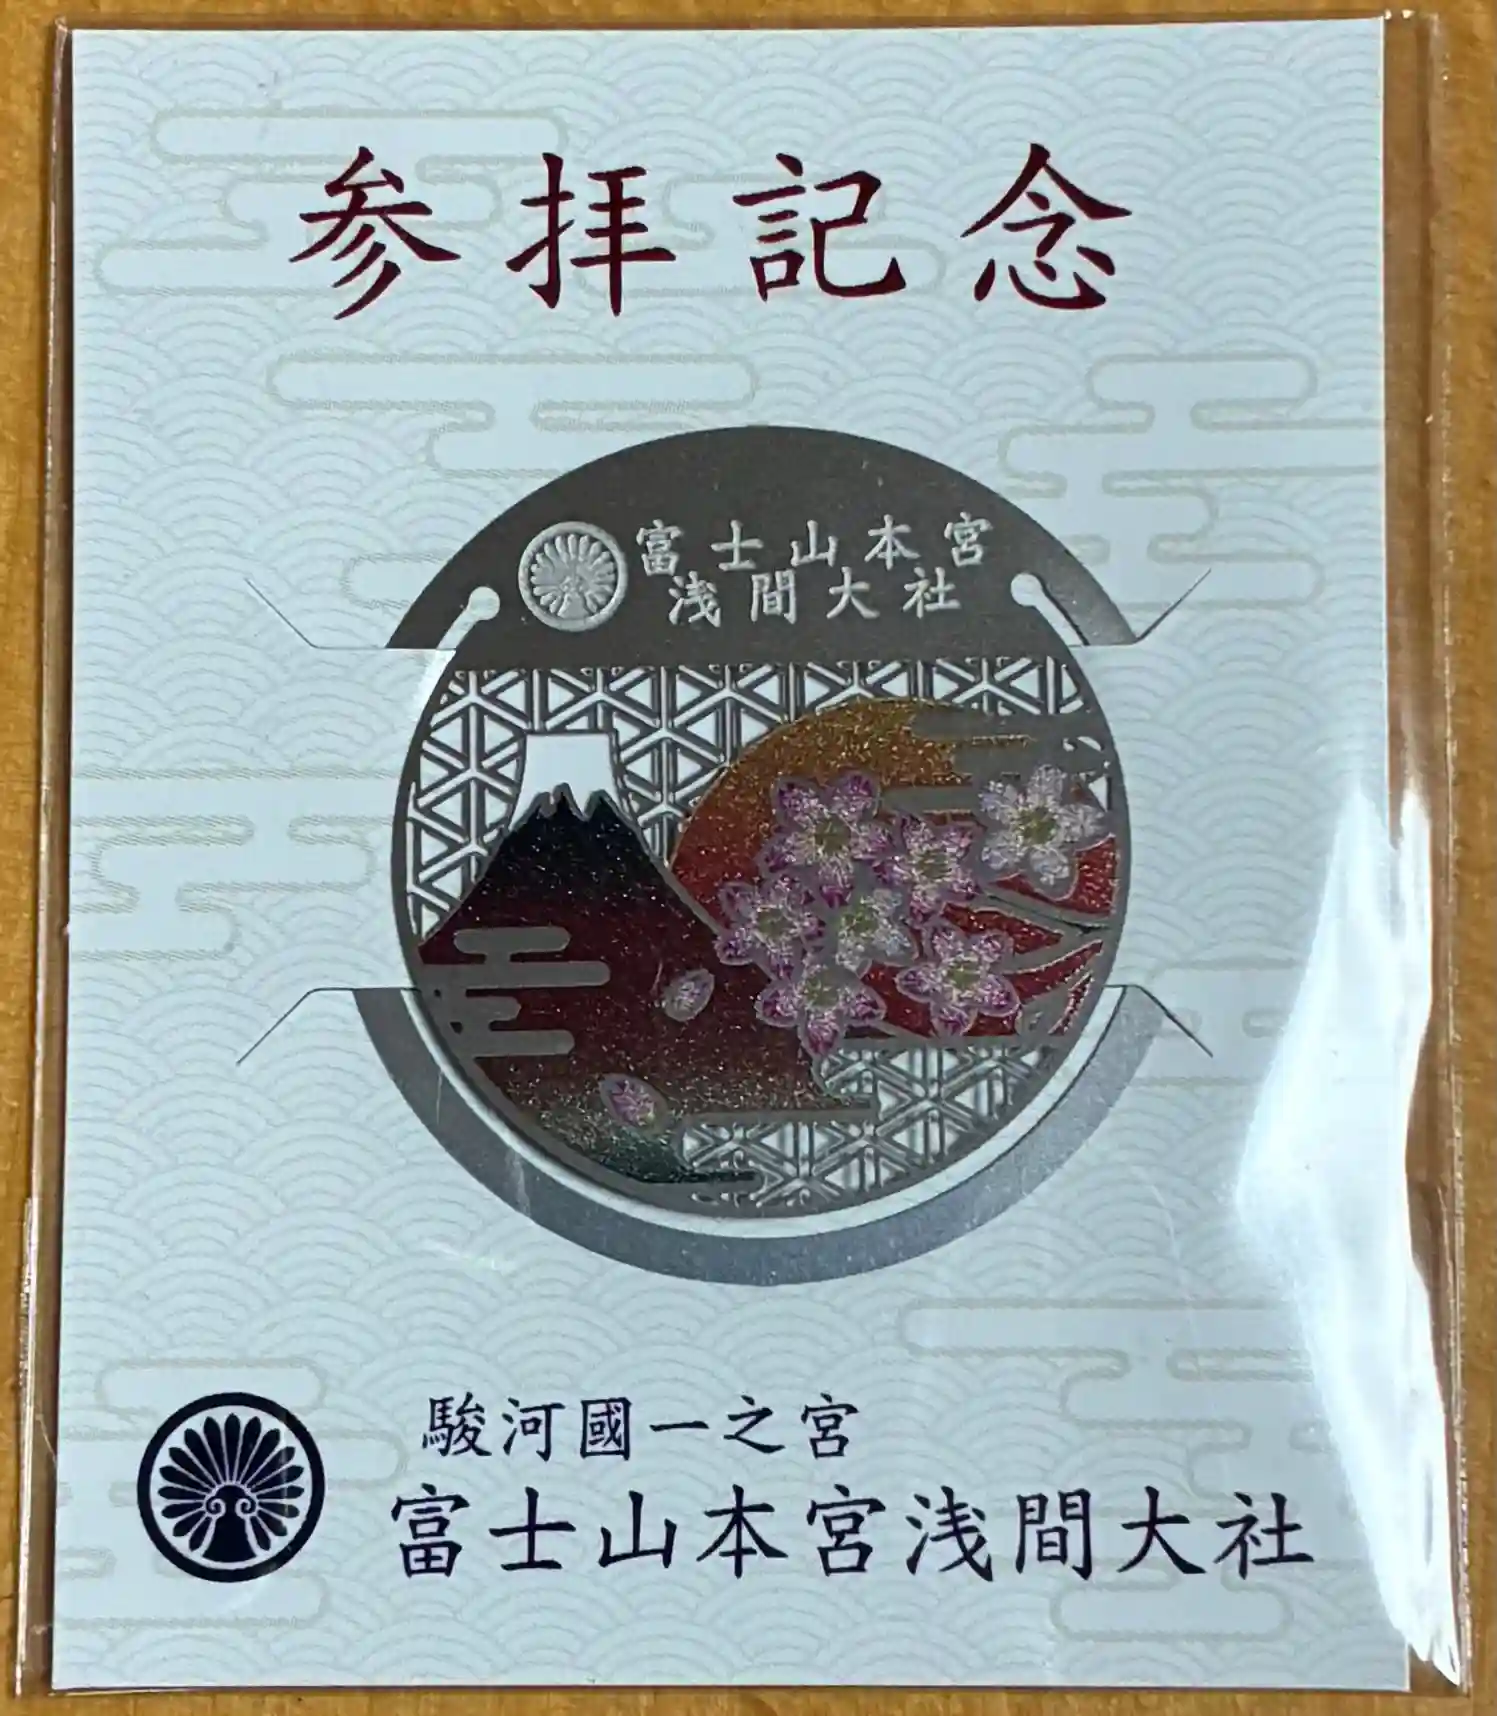 参拝記念
富士山本宮
浅間大社
駿河國一之宮
富士山本宮浅間大社